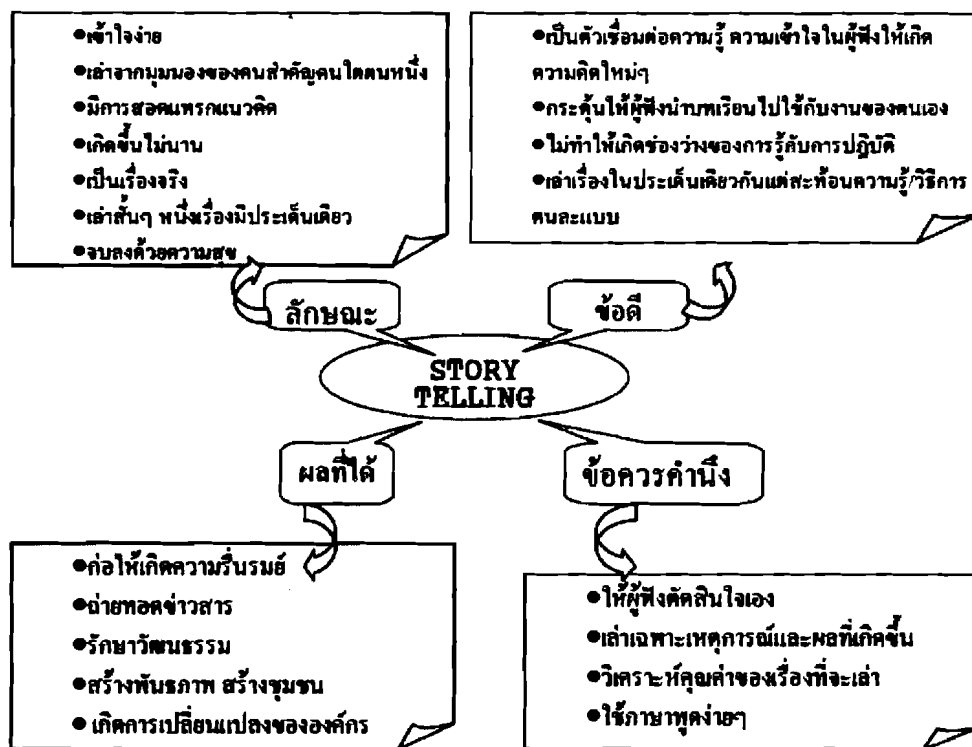 ●เข้าใจง่าย
●เล่าจากมุมมองของคนสำคัญคนใดคนหนึ่ง
●มีการสอดแทรกแนวคิด
●เกิดขึ้นไม่นาน
●เป็นเรื่องจริง
●เล่าสั้นๆ หนึ่งเรื่องมีประเด็นเดียว
●จบลงด้วยความสุข
●เป็นตัวเชื่อมต่อความรู้ ความเข้าใจในผู้ฟังให้เกิด
ความคิดใหม่ๆ
●กระตุ้นให้ผู้ฟังนำบทเรียนไปใช้กับงานของตนเอง
●ไม่ทำให้เกิดช่องว่างของการรู้กับการปฏิบัติ
●เล่าเรื่องในประเด็นเดียวกันแต่สะท้อนความรู้/วิธีการ
คนละแบบ
ลักษณะ
ข้อดี
STORY
TELLING
ผลที่ได้
ข้อควรคำนึง
●ก่อให้เกิดความรื่นรมย์
●ถ่ายทอดข่าวสาร
●รักษาวัฒนธรรม
●สร้างพันธภาพ สร้างชุมชน
● เกิดการเปลี่ยนแปลงขององค์กร
●ให้ผู้ฟังตัดสินใจเอง
●เล่าเฉพาะเหตุการณ์และผลที่เกิดขึ้น
●วิเคราะห์คุณค่าของเรื่องที่จะเล่า
●ใช้ภาษาพูดง่ายๆ